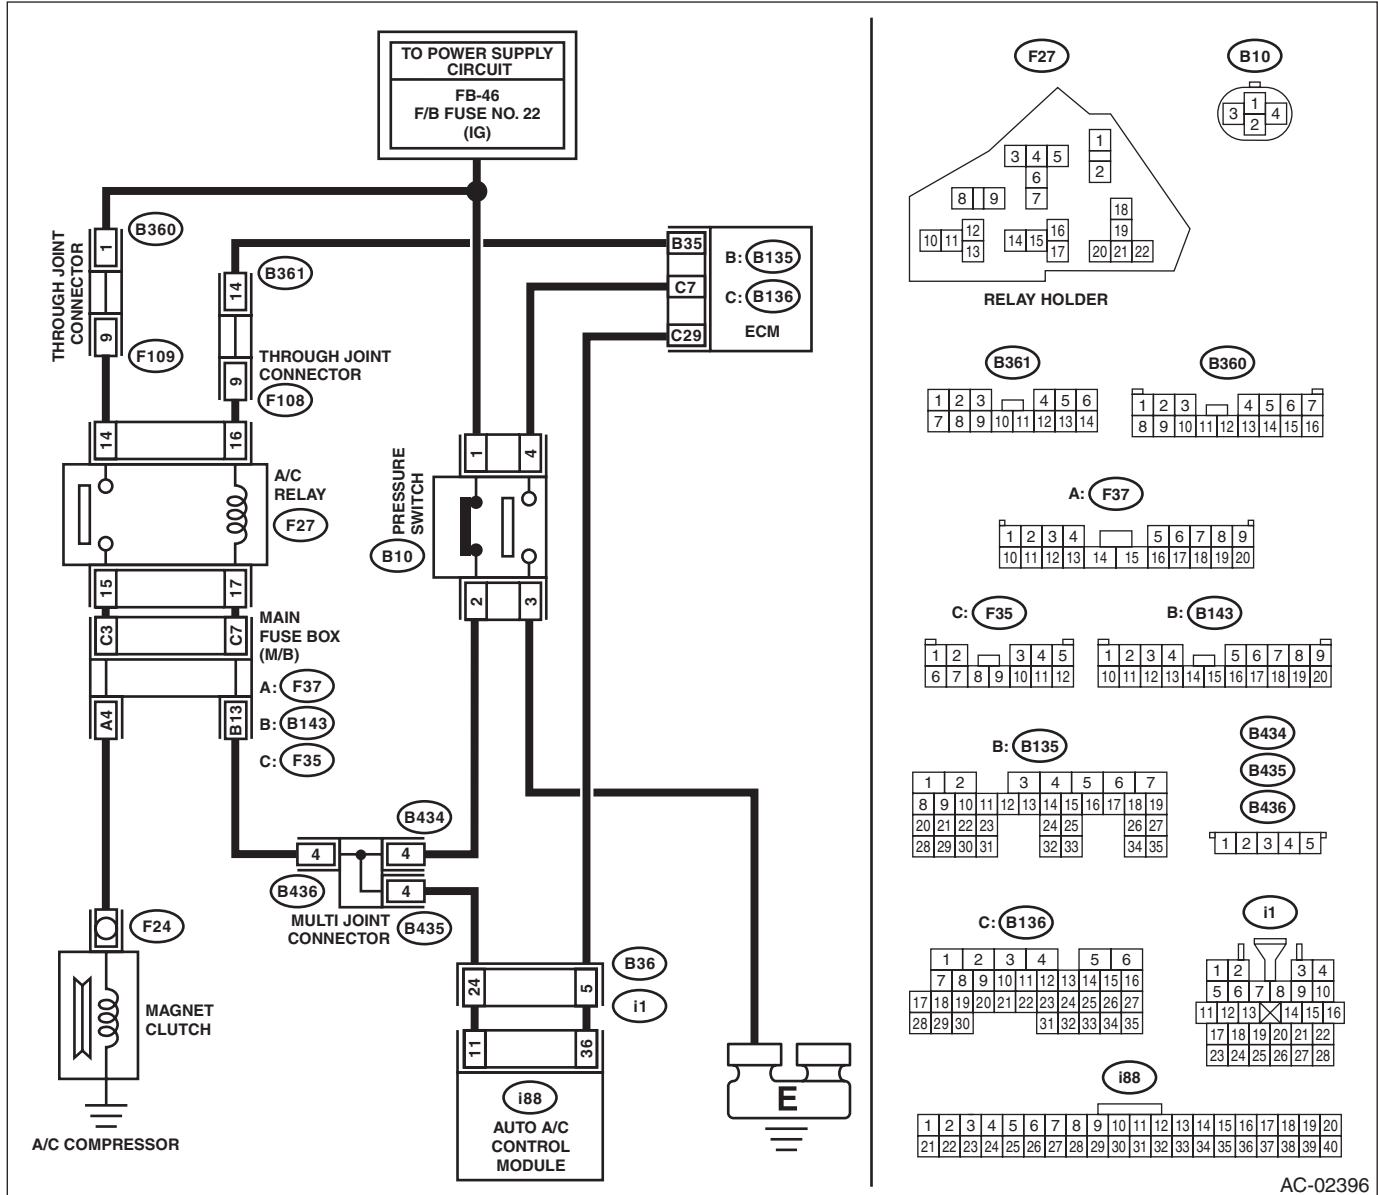 TO POWER SUPPLY
CIRCUIT
FB-46
F/B FUSE NO. 22
(IG)
THROUGH JOINT
CONNECTOR
1
B360
9
F109
14
B361
9
F108
THROUGH JOINT
CONNECTOR
B35
C7
C29
B: B135
C: B136
ECM
14
16
A/C
RELAY
F27
15
17
C3
C7
MAIN
FUSE BOX
(M/B)
A: F37
B: B143
C: F35
A4
B13
PRESSURE
SWITCH
B10
1
4
2
3
4
B436
B434
4
4
B435
MULTI JOINT
CONNECTOR
F24
MAGNET
CLUTCH
A/C COMPRESSOR
24
5
B36
i1
11
36
i88
AUTO A/C
CONTROL
MODULE
E
F27
1
2
3 4 5
6
7
8 9
10 11 12
13
14 15 16
17
18
19
20 21 22
RELAY HOLDER
B10
1
3 4
2
B361
1 2 3 4 5 6
7 8 9 10 11 12 13 14
B360
1 2 3 4 5 6 7
8 9 10 11 12 13 14 15 16
A: F37
1 2 3 4 5 6 7 8 9
10 11 12 13 14 15 16 17 18 19 20
C: F35
1 2 3 4 5
6 7 8 9 10 11 12
B: B143
1 2 3 4 5 6 7 8 9
10 11 12 13 14 15 16 17 18 19 20
B: B135
1 2 3 4 5 6 7
8 9 10 11 12 13 14 15 16 17 18 19
20 21 22 23 24 25 26 27
28 29 30 31 32 33 34 35
B434
B435
B436
1 2 3 4 5
C: B136
1 2 3 4 5 6
7 8 9 10 11 12 13 14 15 16
17 18 19 20 21 22 23 24 25 26 27
28 29 30 31 32 33 34 35
i1
1 2 3 4
5 6 7 8 9 10
11 12 13 14 15 16
17 18 19 20 21 22
23 24 25 26 27 28
i88
1 2 3 4 5 6 7 8 9 10 11 12 13 14 15 16 17 18 19 20
21 22 23 24 25 26 27 28 29 30 31 32 33 34 35 36 37 38 39 40
AC-02396